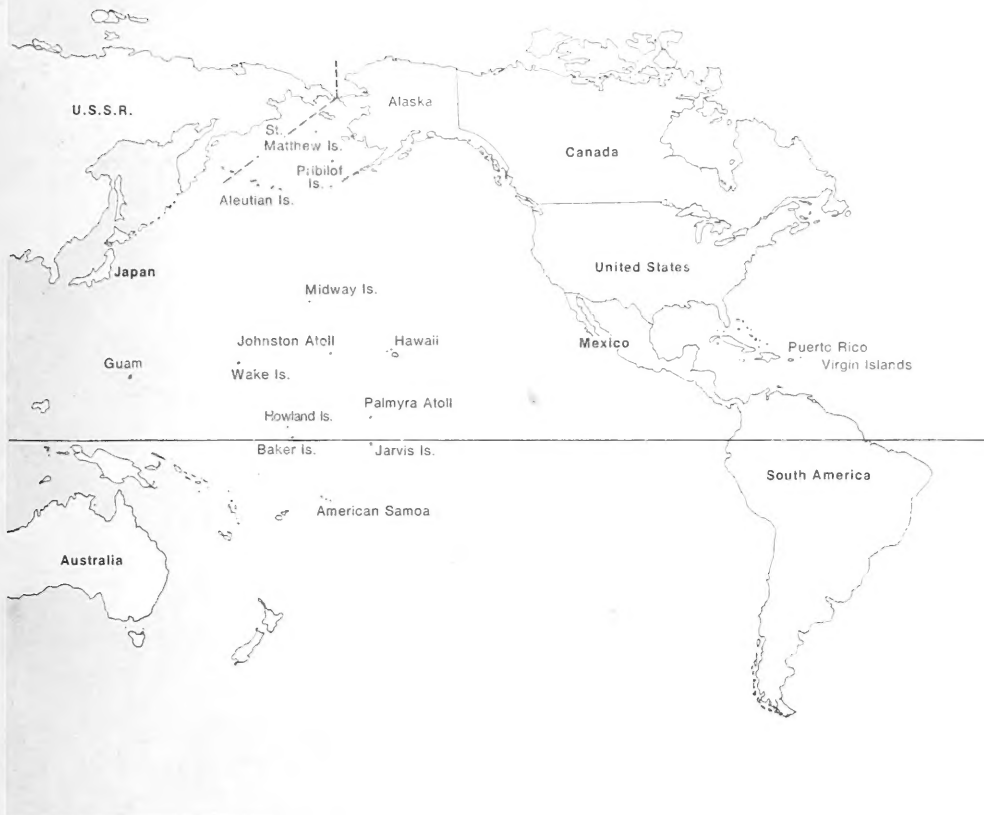 U.S.S.R.
Alaska
St.
Matthew Is.
Canada
Pribilof
Is.
Aleutian Is.
Japan
United States
Midway Is.
Johnston Atoll
Hawaii
Mexico
Puerto Rico
Guam
Virgin Islands
Wake Is.
Palmyra Atoll
Howland Is.
Baker Is.
Jarvis Is.
South America
American Samoa
Australia